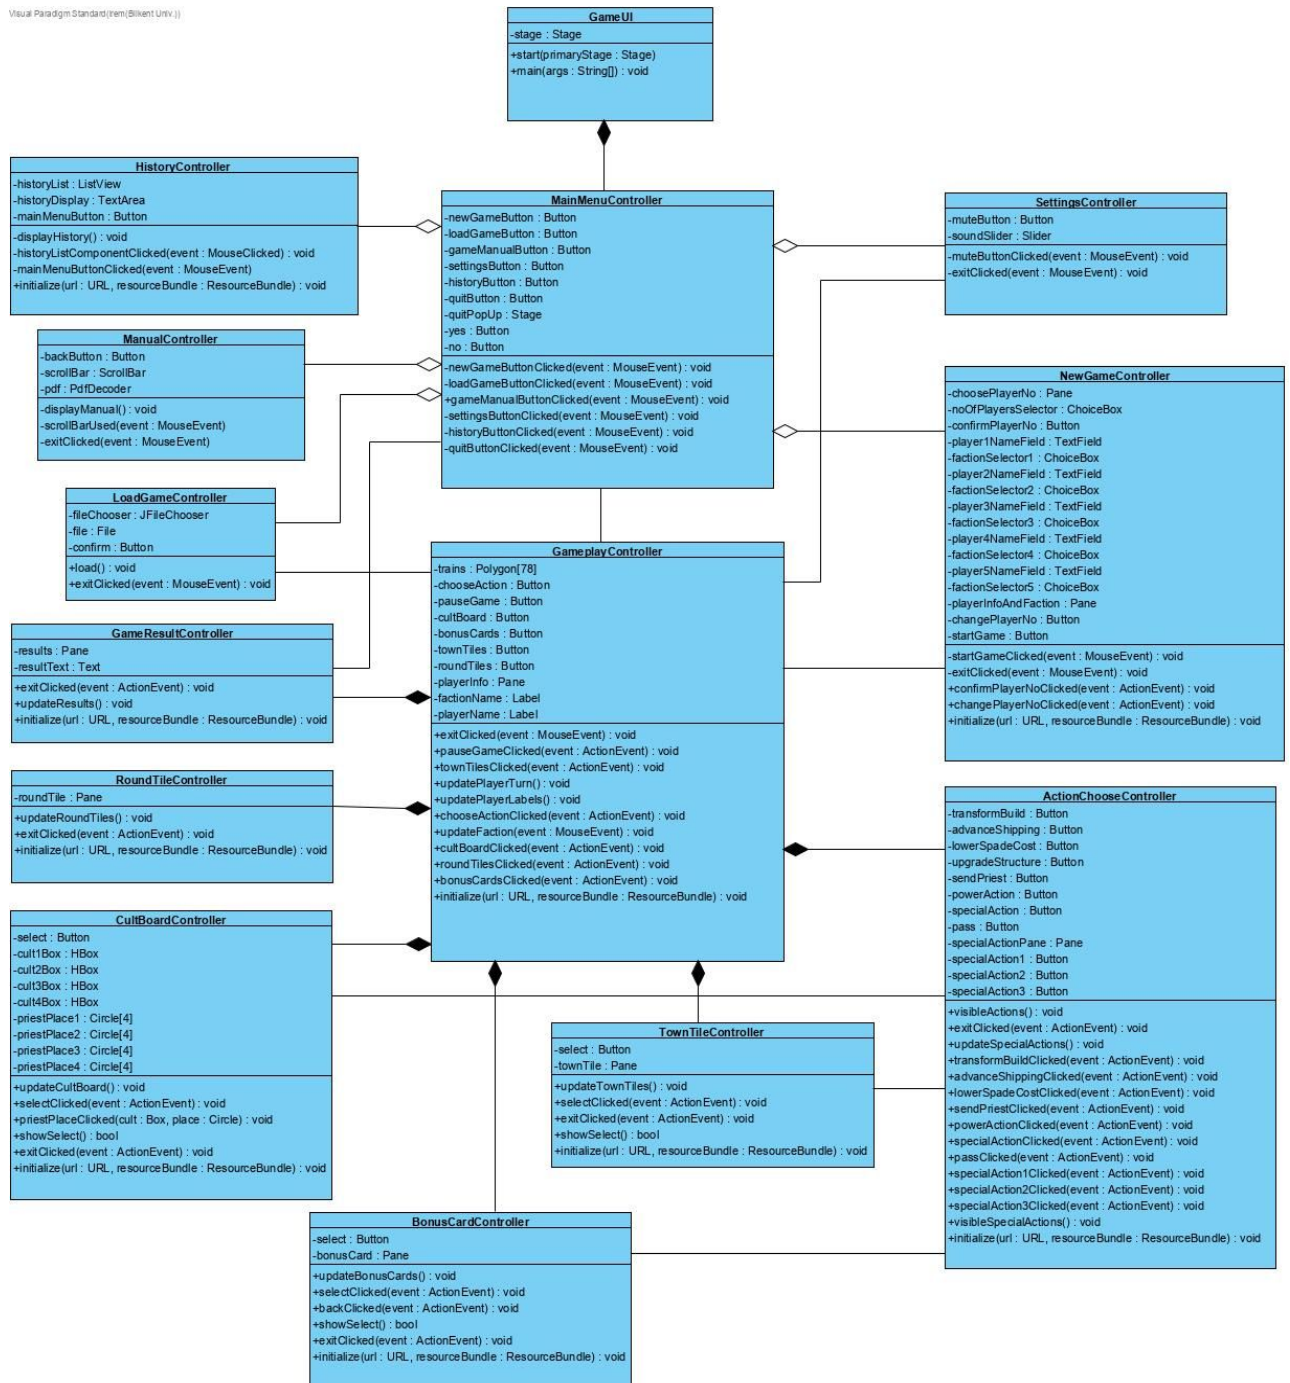 Visual Paradigm Standard(Irem(Bilkent Univ.))
GameUI
-stage : Stage
+start(primaryStage : Stage)
+main(args : String[]) : void
HistoryController
-historyList : ListView
-historyDisplay : TextArea
-mainMenuButton : Button
-displayHistory() : void
-historyListComponentClicked(event : MouseClicked) : void
-mainMenuButtonClicked(event : MouseEvent)
+initialize(url : URL, resourceBundle : ResourceBundle) : void
MainMenuController
-newGameButton : Button
-loadGameButton : Button
-gameManualButton : Button
-settingsButton : Button
-historyButton : Button
-quitButton : Button
-quitPopUp : Stage
-yes : Button
-no : Button
-newGameButtonClicked(event : MouseEvent) : void
-loadGameButtonClicked(event : MouseEvent) : void
+gameManualButtonClicked(event : MouseEvent) : void
-settingsButtonClicked(event : MouseEvent) : void
-historyButtonClicked(event : MouseEvent) : void
-quitButtonClicked(event : MouseEvent) : void
SettingsController
-muteButton : Button
-soundSlider : Slider
-muteButtonClicked(event : MouseEvent) : void
-exitClicked(event : MouseEvent) : void
ManualController
-backButton : Button
-scrollBar : ScrollBar
-pdf : PdfDecoder
-displayManual() : void
-scrollBarUsed(event : MouseEvent)
-exitClicked(event : MouseEvent)
NewGameController
-choosePlayerNo : Pane
-noOfPlayersSelector : ChoiceBox
-confirmPlayerNo : Button
-player1NameField : TextField
-factionSelector1 : ChoiceBox
-player2NameField : TextField
-factionSelector2 : ChoiceBox
-player3NameField : TextField
-factionSelector3 : ChoiceBox
-player4NameField : TextField
-factionSelector4 : ChoiceBox
-player5NameField : TextField
-factionSelector5 : ChoiceBox
-playerInfoAndFaction : Pane
-changePlayerNo : Button
-startGame : Button
-startGameClicked(event : MouseEvent) : void
-exitClicked(event : MouseEvent) : void
+confirmPlayerNoClicked(event : ActionEvent) : void
+changePlayerNoClicked(event : ActionEvent) : void
+initialize(url : URL, resourceBundle : ResourceBundle) : void
LoadGameController
-fileChooser : JFileChooser
-file : File
-confirm : Button
+load() : void
+exitClicked(event : MouseEvent) : void
GameplayController
-trains : Polygon[78]
-chooseAction : Button
-pauseGame : Button
-cultBoard : Button
-bonusCards : Button
-townTiles : Button
-roundTiles : Button
-playerInfo : Pane
-factionName : Label
-playerName : Label
+exitClicked(event : MouseEvent) : void
+pauseGameClicked(event : ActionEvent) : void
+townTilesClicked(event : ActionEvent) : void
+updatePlayerTurn() : void
+updatePlayerLabels() : void
+chooseActionClicked(event : ActionEvent) : void
+updateFaction(event : MouseEvent) : void
+cultBoardClicked(event : ActionEvent) : void
+roundTilesClicked(event : ActionEvent) : void
+bonusCardsClicked(event : ActionEvent) : void
+initialize(url : URL, resourceBundle : ResourceBundle) : void
GameResultController
-results : Pane
-resultText : Text
+exitClicked(event : ActionEvent) : void
+updateResults() : void
+initialize(url : URL, resourceBundle : ResourceBundle) : void
RoundTileController
-roundTile : Pane
+updateRoundTiles() : void
+exitClicked(event : ActionEvent) : void
+initialize(url : URL, resourceBundle : ResourceBundle) : void
ActionChooseController
-transformBuild : Button
-advanceShipping : Button
-lowerSpadeCost : Button
-upgradeStructure : Button
-sendPriest : Button
-powerAction : Button
-specialAction : Button
-pass : Button
-specialActionPane : Pane
-specialAction1 : Button
-specialAction2 : Button
-specialAction3 : Button
+visibleActions() : void
+exitClicked(event : ActionEvent) : void
+updateSpecialActions() : void
+transformBuildClicked(event : ActionEvent) : void
+advanceShippingClicked(event : ActionEvent) : void
+lowerSpadeCostClicked(event : ActionEvent) : void
+sendPriestClicked(event : ActionEvent) : void
+powerActionClicked(event : ActionEvent) : void
+specialActionClicked(event : ActionEvent) : void
+passClicked(event : ActionEvent) : void
+specialAction1Clicked(event : ActionEvent) : void
+specialAction2Clicked(event : ActionEvent) : void
+specialAction3Clicked(event : ActionEvent) : void
+visibleSpecialActions() : void
+initialize(url : URL, resourceBundle : ResourceBundle) : void
CultBoardController
-select : Button
-cult1Box : HBox
-cult2Box : HBox
-cult3Box : HBox
-cult4Box : HBox
-priestPlace1 : Circle[4]
-priestPlace2 : Circle[4]
-priestPlace3 : Circle[4]
-priestPlace4 : Circle[4]
+updateCultBoard() : void
+selectClicked(event : ActionEvent) : void
+priestPlaceClicked(cult : Box, place : Circle) : void
+showSelect() : bool
+exitClicked(event : ActionEvent) : void
+initialize(url : URL, resourceBundle : ResourceBundle) : void
TownTileController
-select : Button
-townTile : Pane
+updateTownTiles() : void
+selectClicked(event : ActionEvent) : void
+exitClicked(event : ActionEvent) : void
+showSelect() : bool
+initialize(url : URL, resourceBundle : ResourceBundle) : void
BonusCardController
-select : Button
-bonusCard : Pane
+updateBonusCards() : void
+selectClicked(event : ActionEvent) : void
+backClicked(event : ActionEvent) : void
+showSelect() : bool
+exitClicked(event : ActionEvent) : void
+initialize(url : URL, resourceBundle : ResourceBundle) : void